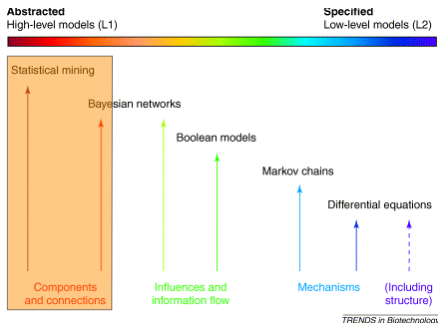 Abstracted
High-level models (L1)
Specified
Low-level models (L2)
Statistical mining
Bayesian networks
Boolean models
Markov chains
Differential equations
Components
and connections
Influences and
information flow
Mechanisms
(Including
structure)
TRENDS in Biotechnology